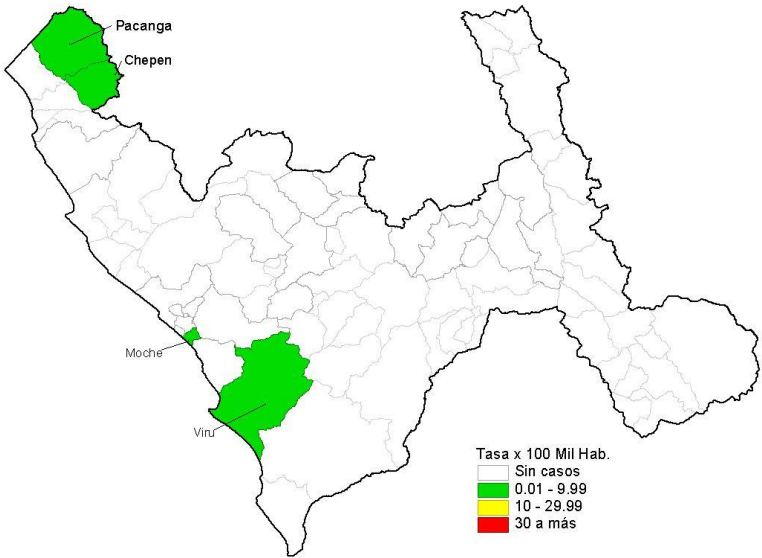 Pacanga
Chepen
Moche
Viru
Tasa x 100 Mil Hab.
Sin casos
0.01 - 9.99
10 - 29.99
30 a más